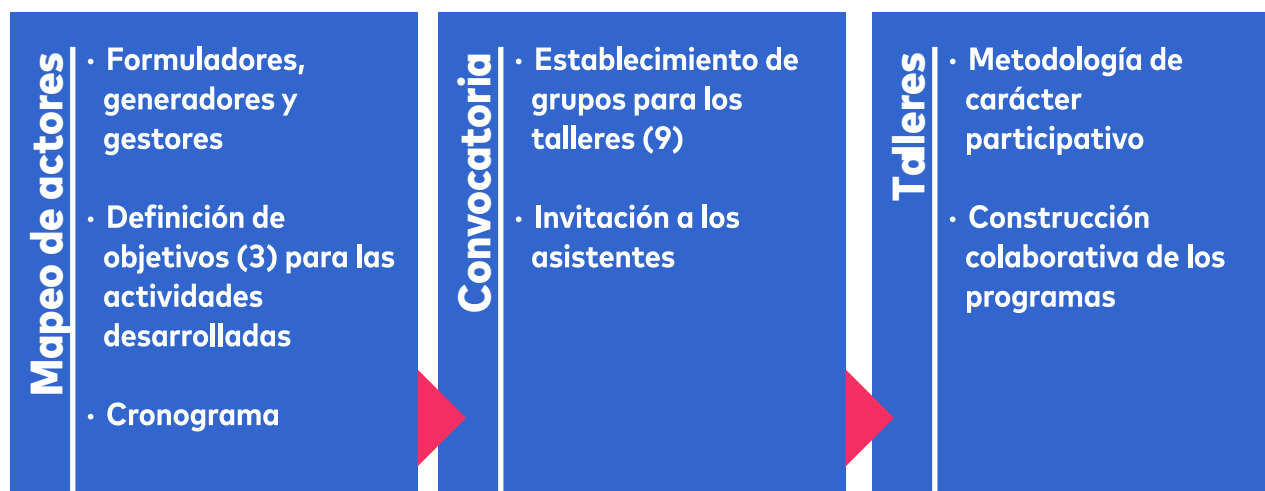 Mapeo de actores
· Formuladores,
generadores y
gestores
· Definición de
objetivos (3) para las
actividades
desarrolladas
· Cronograma
Convocatoria
· Establecimiento de
grupos para los
talleres (9)
· Invitación a los
asistentes
Talleres
· Metodología de
carácter
participativo
· Construcción
colaborativa de los
programas